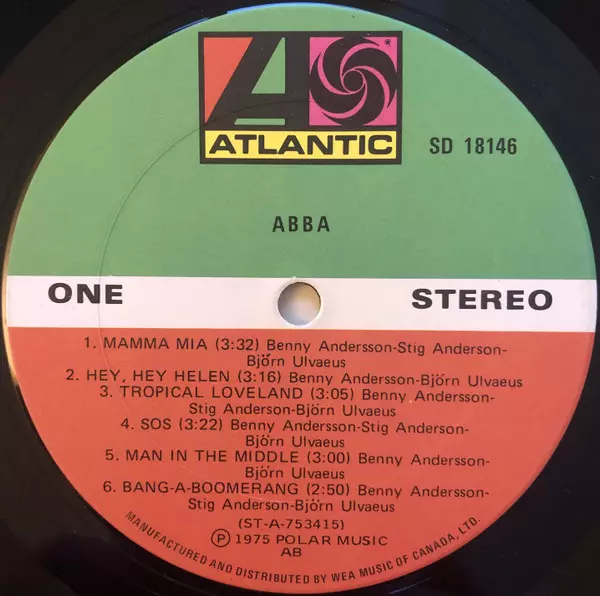 ATLANTIC
SD 18146
ABBA
ONE
STEREO
1. MAMMA MIA (3:32) Benny Andersson-Stig Anderson-
Björn Ulvaeus
2. HEY, HEY HELEN (3:16) Benny Andersson-Björn Ulvaeus
3. TROPICAL LOVELAND (3:05) Benny Andersson-
Stig Anderson-Björn Ulvaeus
4. SOS (3:22) Benny Andersson-Stig Anderson-
Björn Ulvaeus
5. MAN IN THE MIDDLE (3:00) Benny Andersson-
Björn Ulvaeus
6. BANG-A-BOOMERANG (2:50) Benny Andersson-
Stig Anderson-Björn Ulvaeus
(ST-A-753415)
Ⓟ 1975 POLAR MUSIC
AB
MANUFACTURED AND DISTRIBUTED BY WEA MUSIC OF CANADA, LTD.